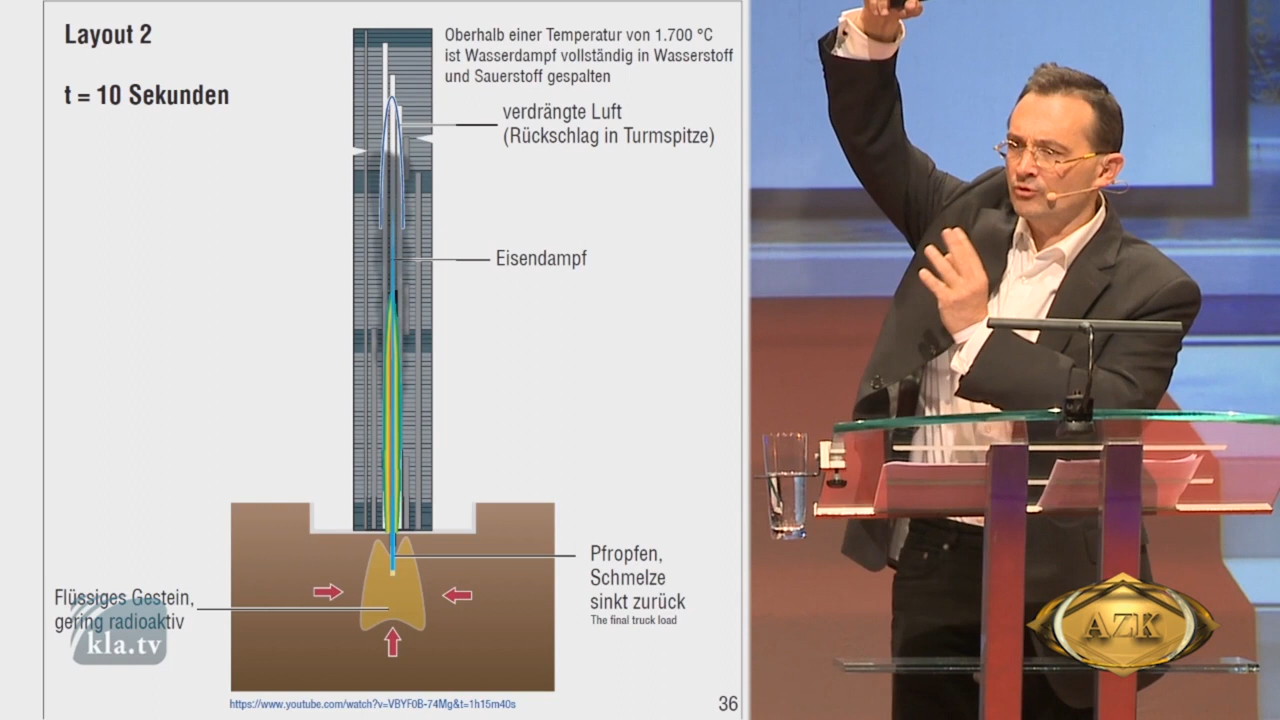 Layout 2
t = 10 Sekunden
Oberhalb einer Temperatur von 1.700 °C
ist Wasserdampf vollständig in Wasserstoff
und Sauerstoff gespalten
verdrängte Luft
(Rückschlag in Turmspitze)
Eisendampf
Pfropfen,
Schmelze
sinkt zurück
The final truck load
Flüssiges Gestein,
gering radioaktiv
kla.tv
AZK
https://www.youtube.com/watch?v=VBYF0B-74Mg&t=1h15m40s
36